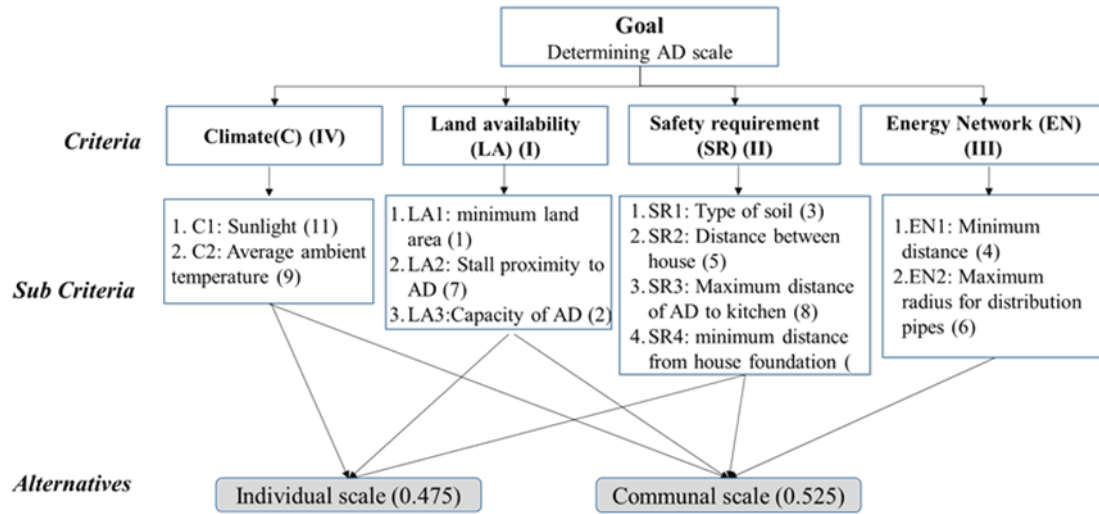 Goal
Determining AD scale
Criteria
Climate(C) (IV)
Land availability
(LA) (I)
Safety requirement
(SR) (II)
Energy Network (EN)
(III)
Sub Criteria
1. C1: Sunlight (11)
2. C2: Average ambient
temperature (9)
1. LA1: minimum land
area (1)
2. LA2: Stall proximity to
AD (7)
3. LA3:Capacity of AD (2)
1. SR1: Type of soil (3)
2. SR2: Distance between
house (5)
3. SR3: Maximum distance
of AD to kitchen (8)
4. SR4: minimum distance
from house foundation (
1.EN1: Minimum
distance (4)
2.EN2: Maximum
radius for distribution
pipes (6)
Alternatives
Individual scale (0.475)
Communal scale (0.525)